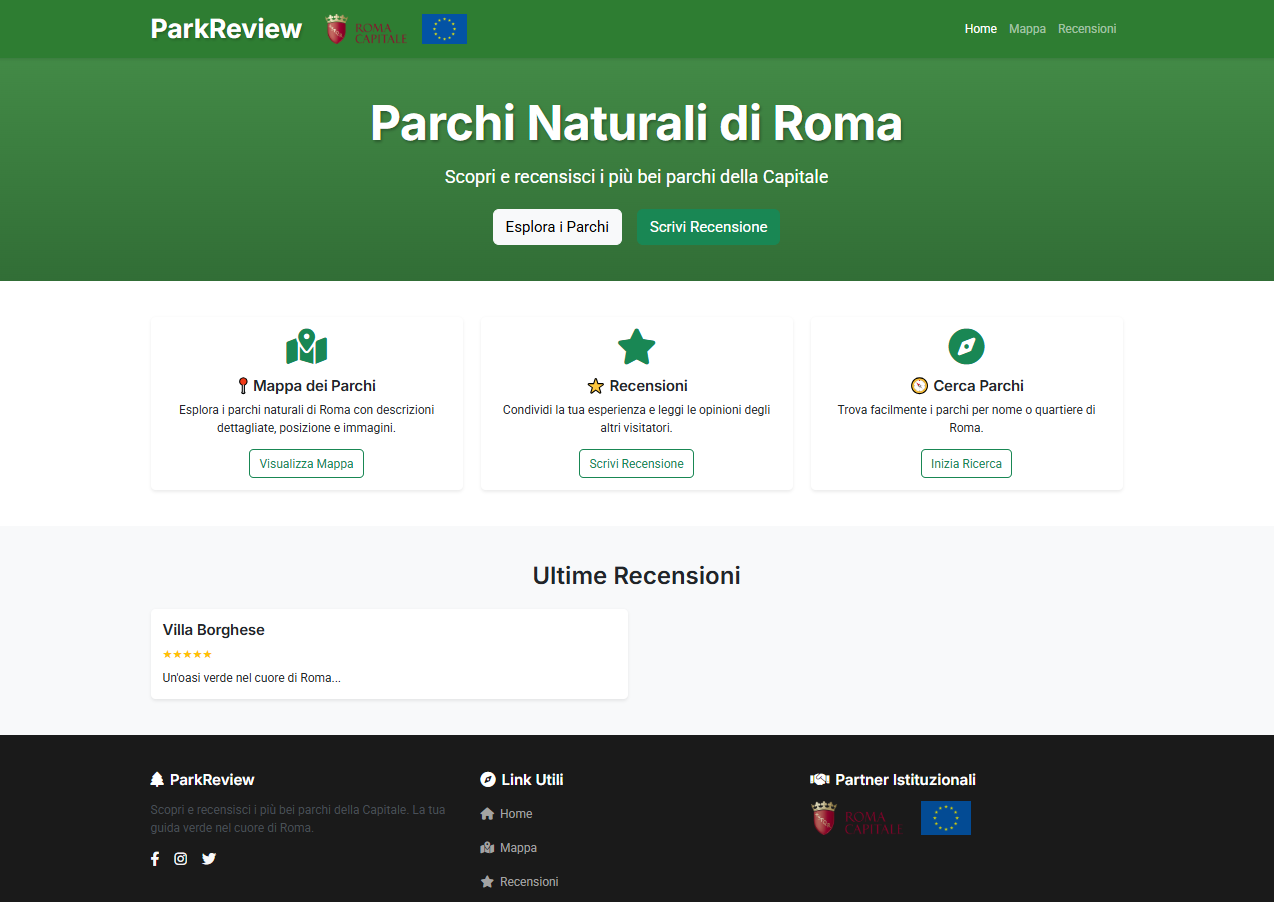 ParkReview
ROMA
CAPITALE
Home Mappa Recensioni
Parchi Naturali di Roma
Scopri e recensisci i più bei parchi della Capitale
Esplora i Parchi
Scrivi Recensione
📍 Mappa dei Parchi
Esplora i parchi naturali di Roma con descrizioni
dettagliate, posizione e immagini.
Visualizza Mappa
⭐ Recensioni
Condividi la tua esperienza e leggi le opinioni degli
altri visitatori.
Scrivi Recensione
🧭 Cerca Parchi
Trova facilmente i parchi per nome o quartiere di
Roma.
Inizia Ricerca
Ultime Recensioni
Villa Borghese
★★★★★
Un'oasi verde nel cuore di Roma...
ParkReview
Scopri e recensisci i più bei parchi della Capitale. La tua
guida verde nel cuore di Roma.
Link Utili
Home
Mappa
Recensioni
Partner Istituzionali
ROMA
CAPITALE